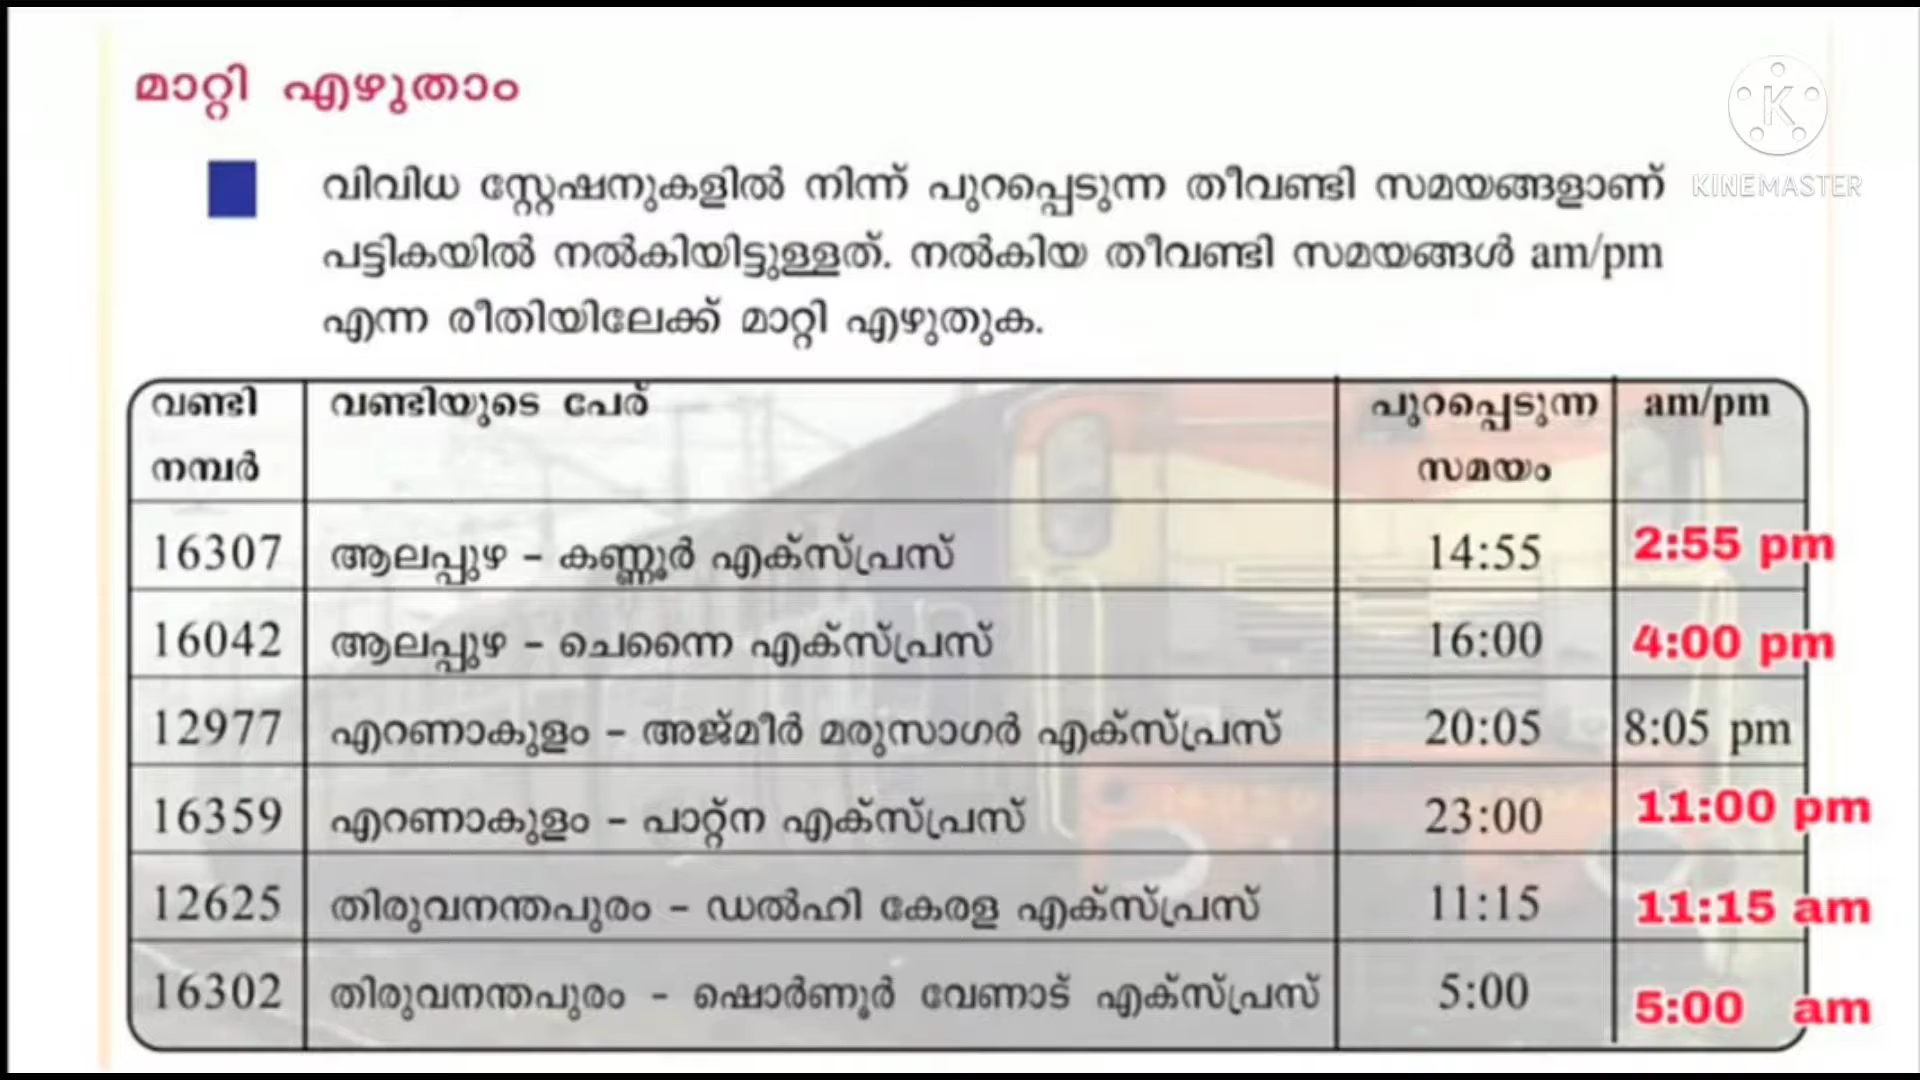 മാറ്റി എഴുതാം
വിവിധ സ്റ്റേഷനുകളിൽ നിന്ന് പുറപ്പെടുന്ന തീവണ്ടി സമയങ്ങളാണ്
പട്ടികയിൽ നൽകിയിട്ടുള്ളത്. നൽകിയ തീവണ്ടി സമയങ്ങൾ am/pm
എന്ന രീതിയിലേക്ക് മാറ്റി എഴുതുക.
KINEMASTER
വണ്ടി നമ്പർ വണ്ടിയുടെ പേര് പുറപ്പെടുന്ന സമയം am/pm
16307 ആലപ്പുഴ – കണ്ണൂർ എക്സ്പ്രസ് 14:55 2:55 pm
16042 ആലപ്പുഴ – ചെന്നൈ എക്സ്പ്രസ് 16:00 4:00 pm
12977 എറണാകുളം – അജ്മീർ മരുസാഗർ എക്സ്പ്രസ് 20:05 8:05 pm
16359 എറണാകുളം – പാറ്റ്ന എക്സ്പ്രസ് 23:00 11:00 pm
12625 തിരുവനന്തപുരം – ഡൽഹി കേരള എക്സ്പ്രസ് 11:15 11:15 am
16302 തിരുവനന്തപുരം – ഷൊർണൂർ വേണാട് എക്സ്പ്രസ് 5:00 5:00 am